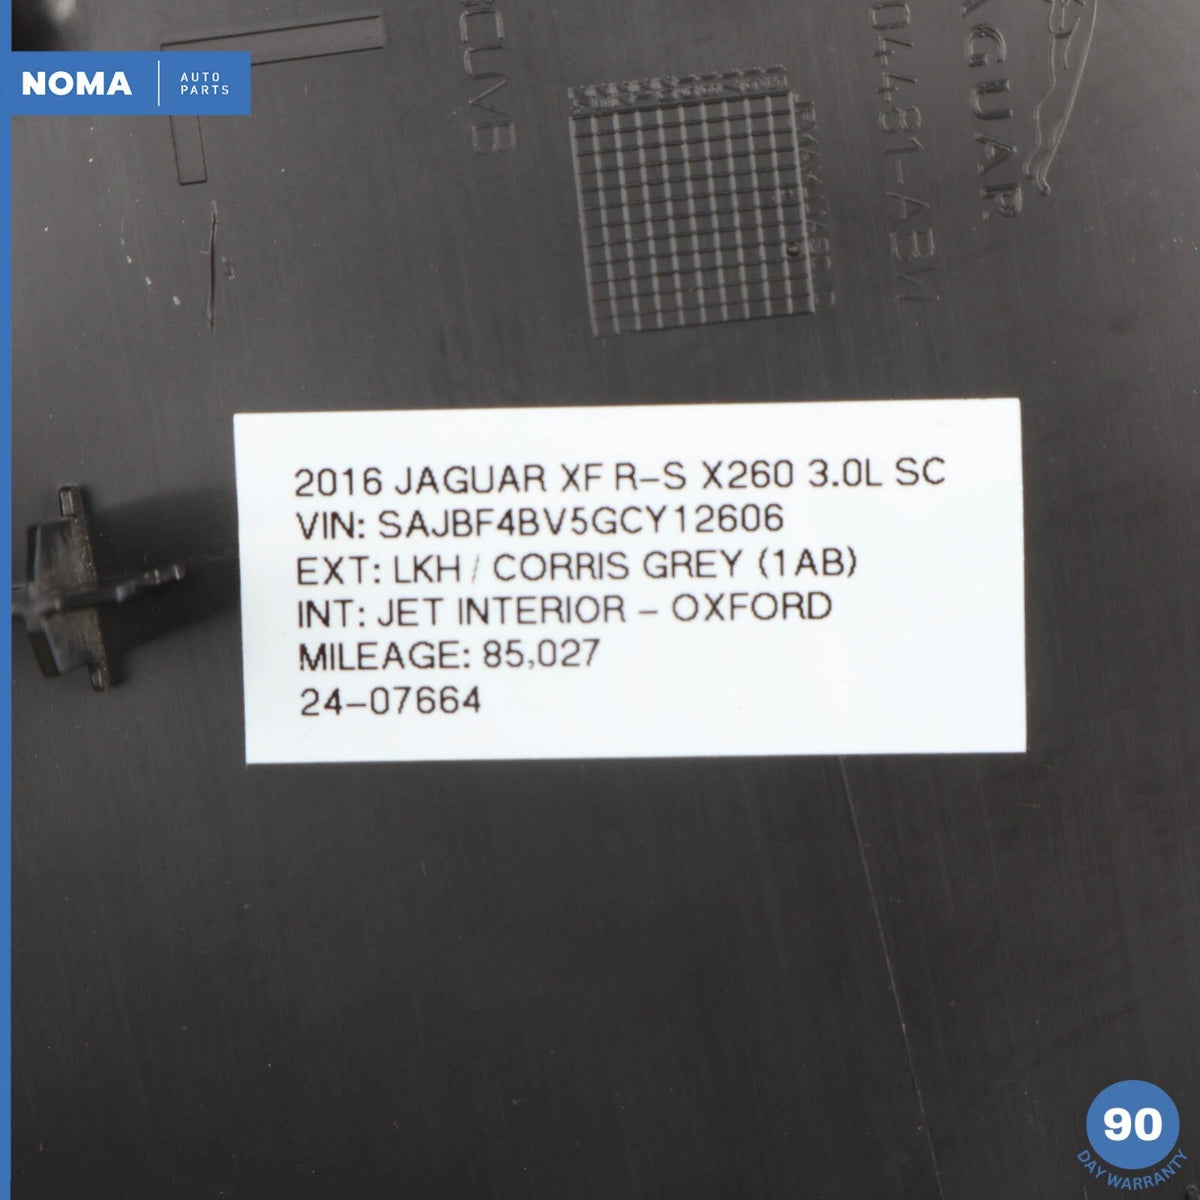 NOMA
AUTO
PARTS
JAGUAR
2016 JAGUAR XF R-S X260 3.0L SC
VIN: SAJBF4BV5GCY12606
EXT: LKH / CORRIS GREY (1AB)
INT: JET INTERIOR - OXFORD
MILEAGE: 85,027
24-07664
90
DAY WARRANTY